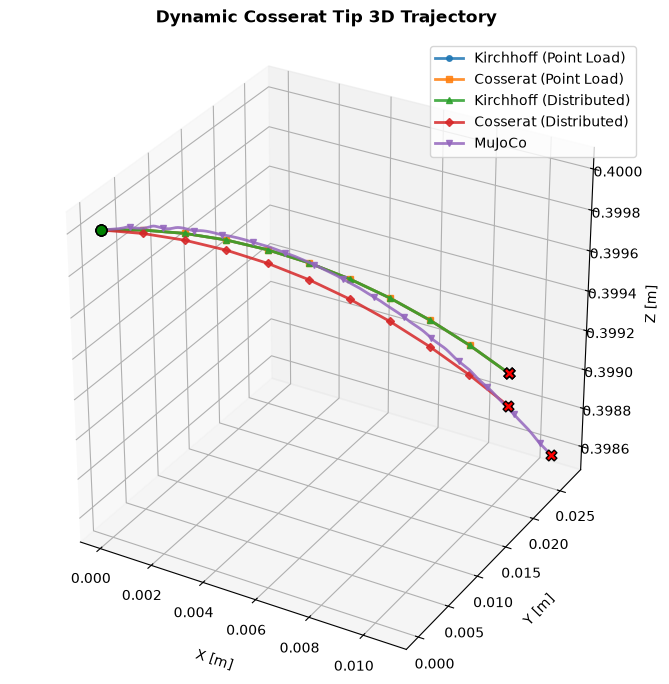 Dynamic Cosserat Tip 3D Trajectory
Kirchhoff (Point Load)
Cosserat (Point Load)
Kirchhoff (Distributed)
Cosserat (Distributed)
MuJoCo
0.4000
0.3998
0.3996
0.3994
0.3992
0.3990
0.3988
0.3986
Z [m]
0.025
0.020
0.015
0.010
0.005
0.000
Y [m]
0.000
0.002
0.004
0.006
0.008
0.010
X [m]